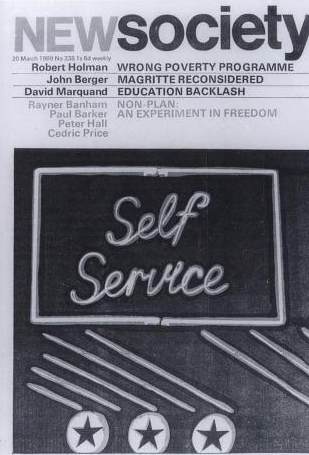 NEWsociety
20 March 1969 No 338 1s 6d weekly
Robert Holman WRONG POVERTY PROGRAMME
John Berger MAGRITTE RECONSIDERED
David Marquand EDUCATION BACKLASH
Rayner Banham NON-PLAN:
Paul Barker AN EXPERIMENT IN FREEDOM
Peter Hall
Cedric Price
Self
Service